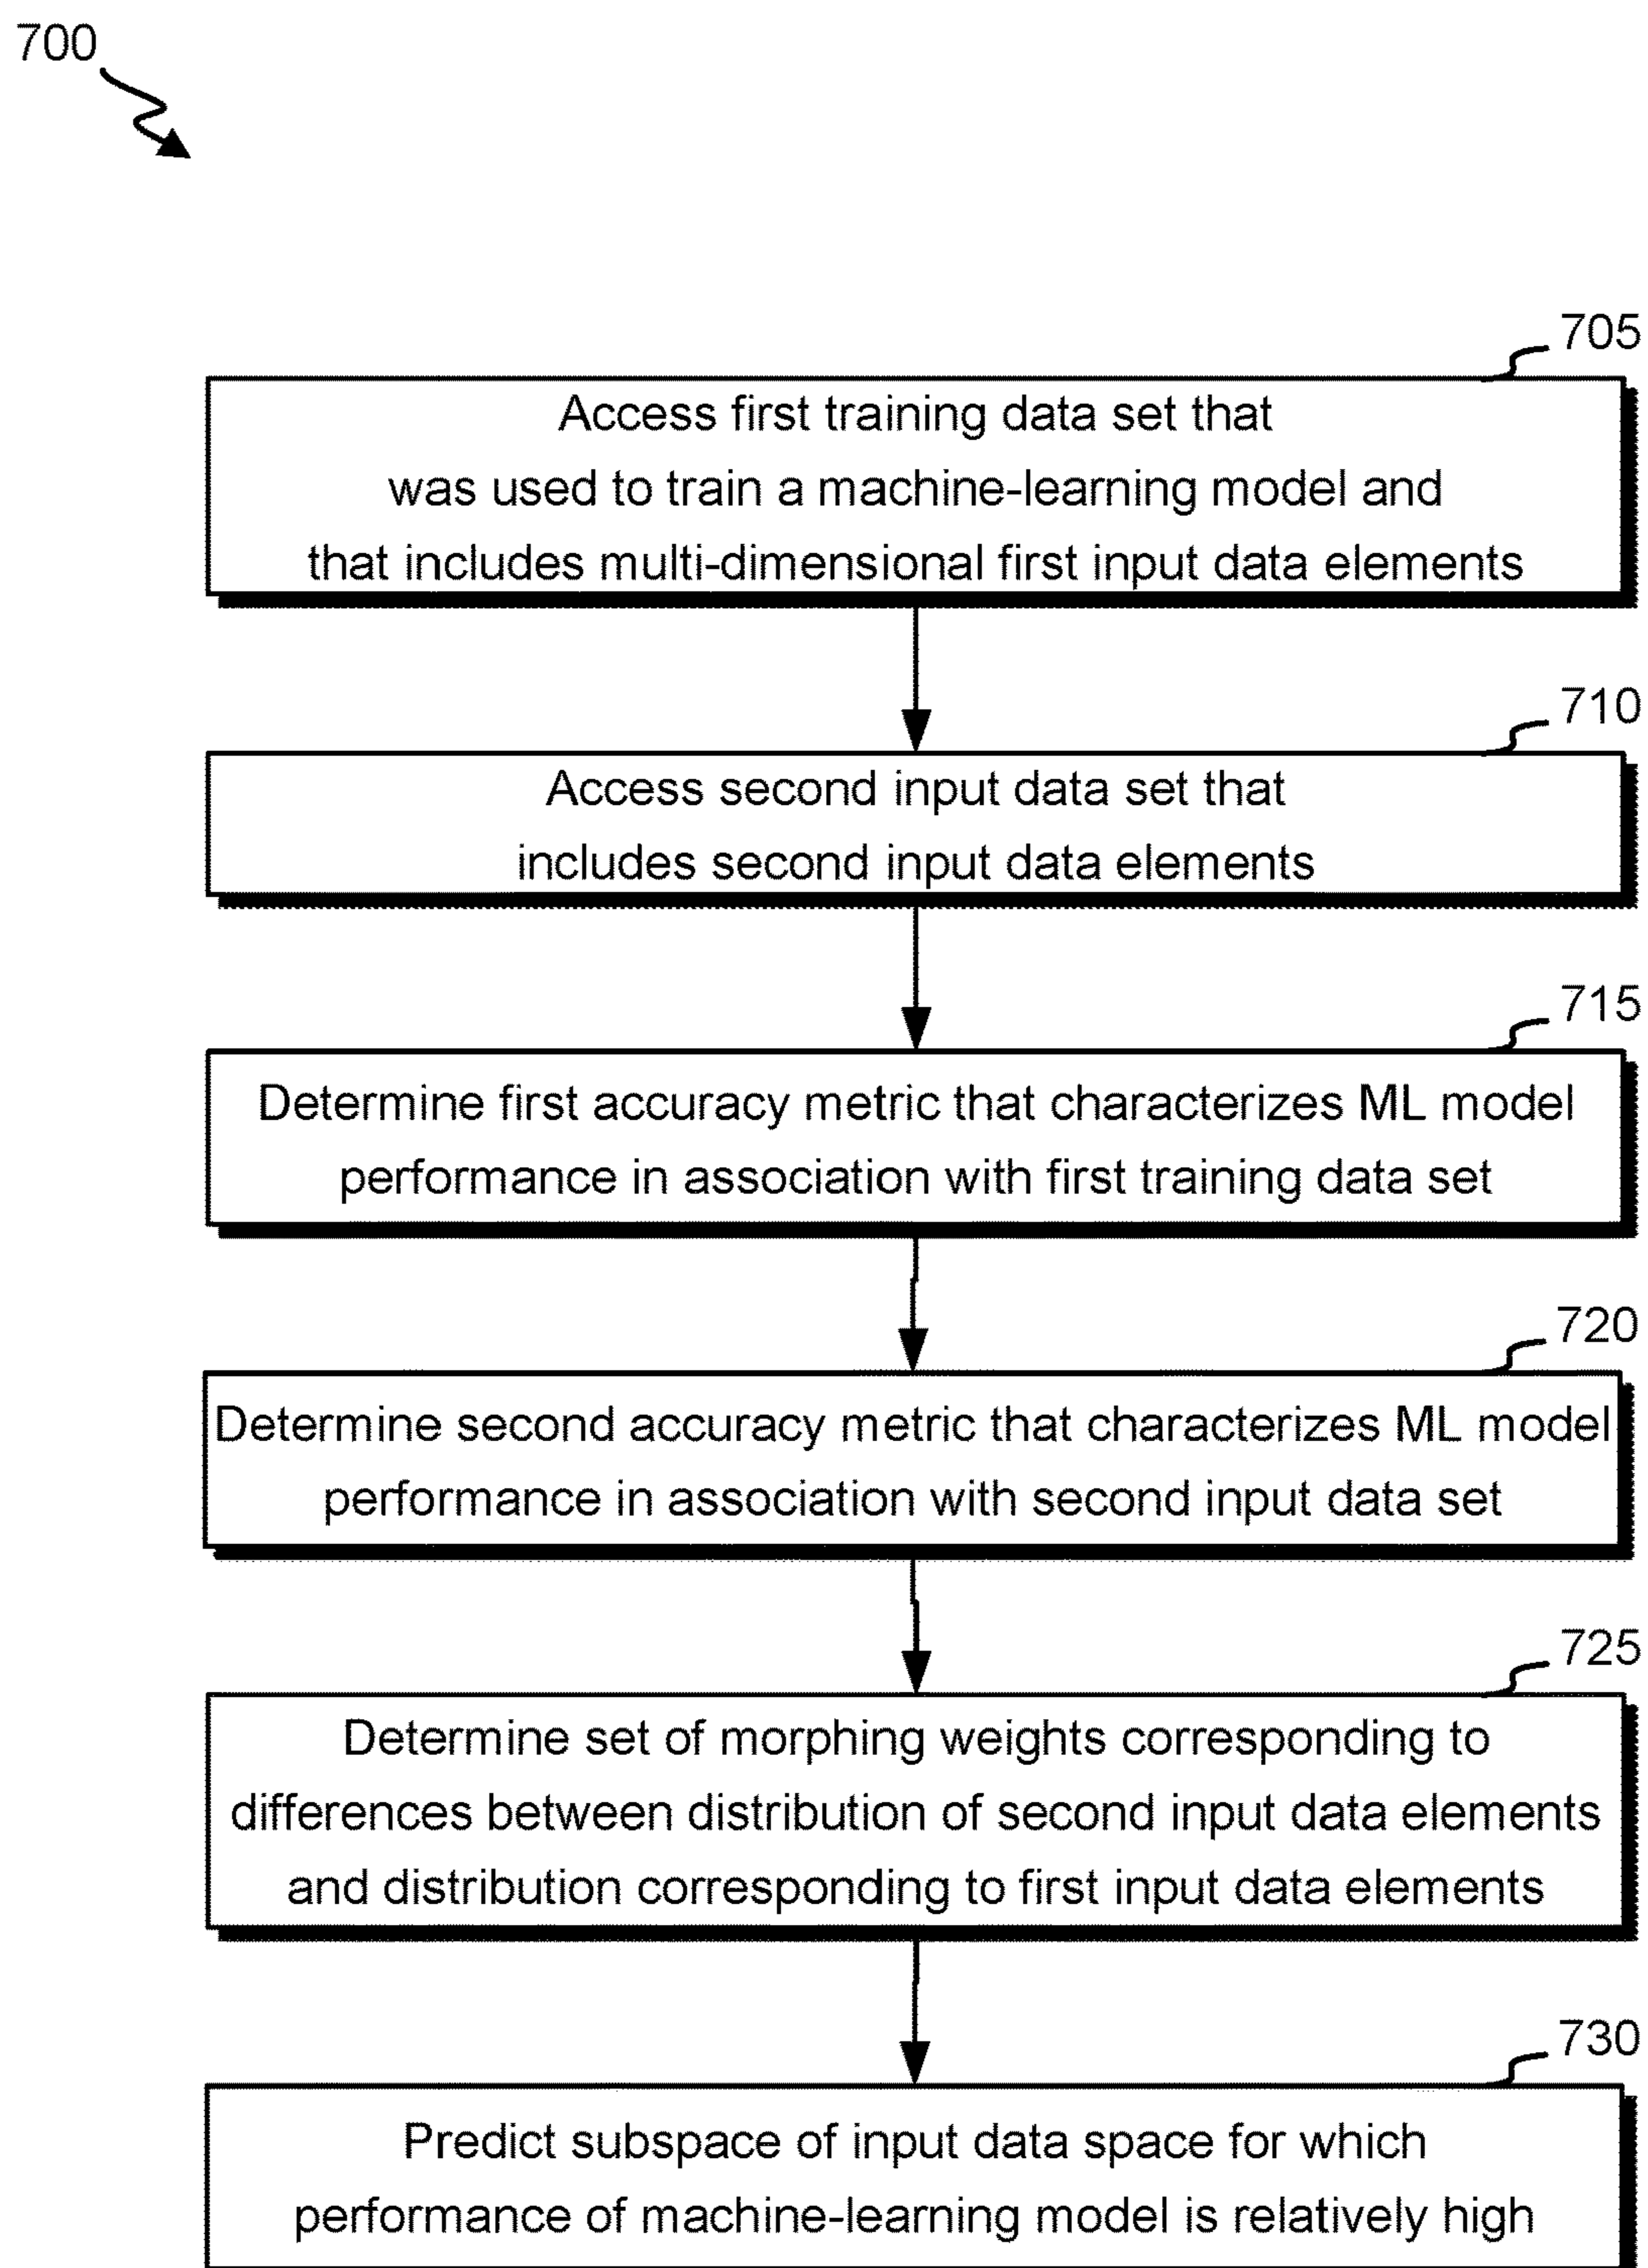 700
705
Access first training data set that
was used to train a machine-learning model and
that includes multi-dimensional first input data elements
710
Access second input data set that
includes second input data elements
715
Determine first accuracy metric that characterizes ML model
performance in association with first training data set
720
Determine second accuracy metric that characterizes ML model
performance in association with second input data set
725
Determine set of morphing weights corresponding to
differences between distribution of second input data elements
and distribution corresponding to first input data elements
730
Predict subspace of input data space for which
performance of machine-learning model is relatively high